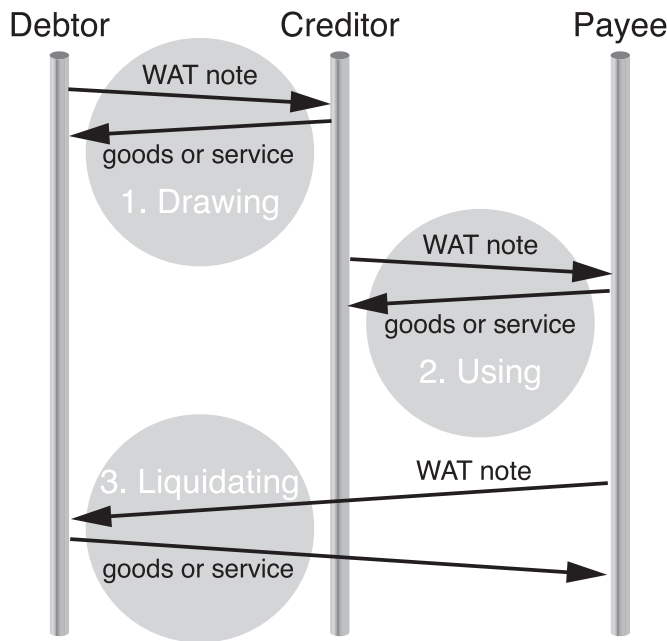 Debtor Creditor Payee
WAT note
goods or service
1. Drawing
WAT note
goods or service
2. Using
WAT note
3. Liquidating
goods or service